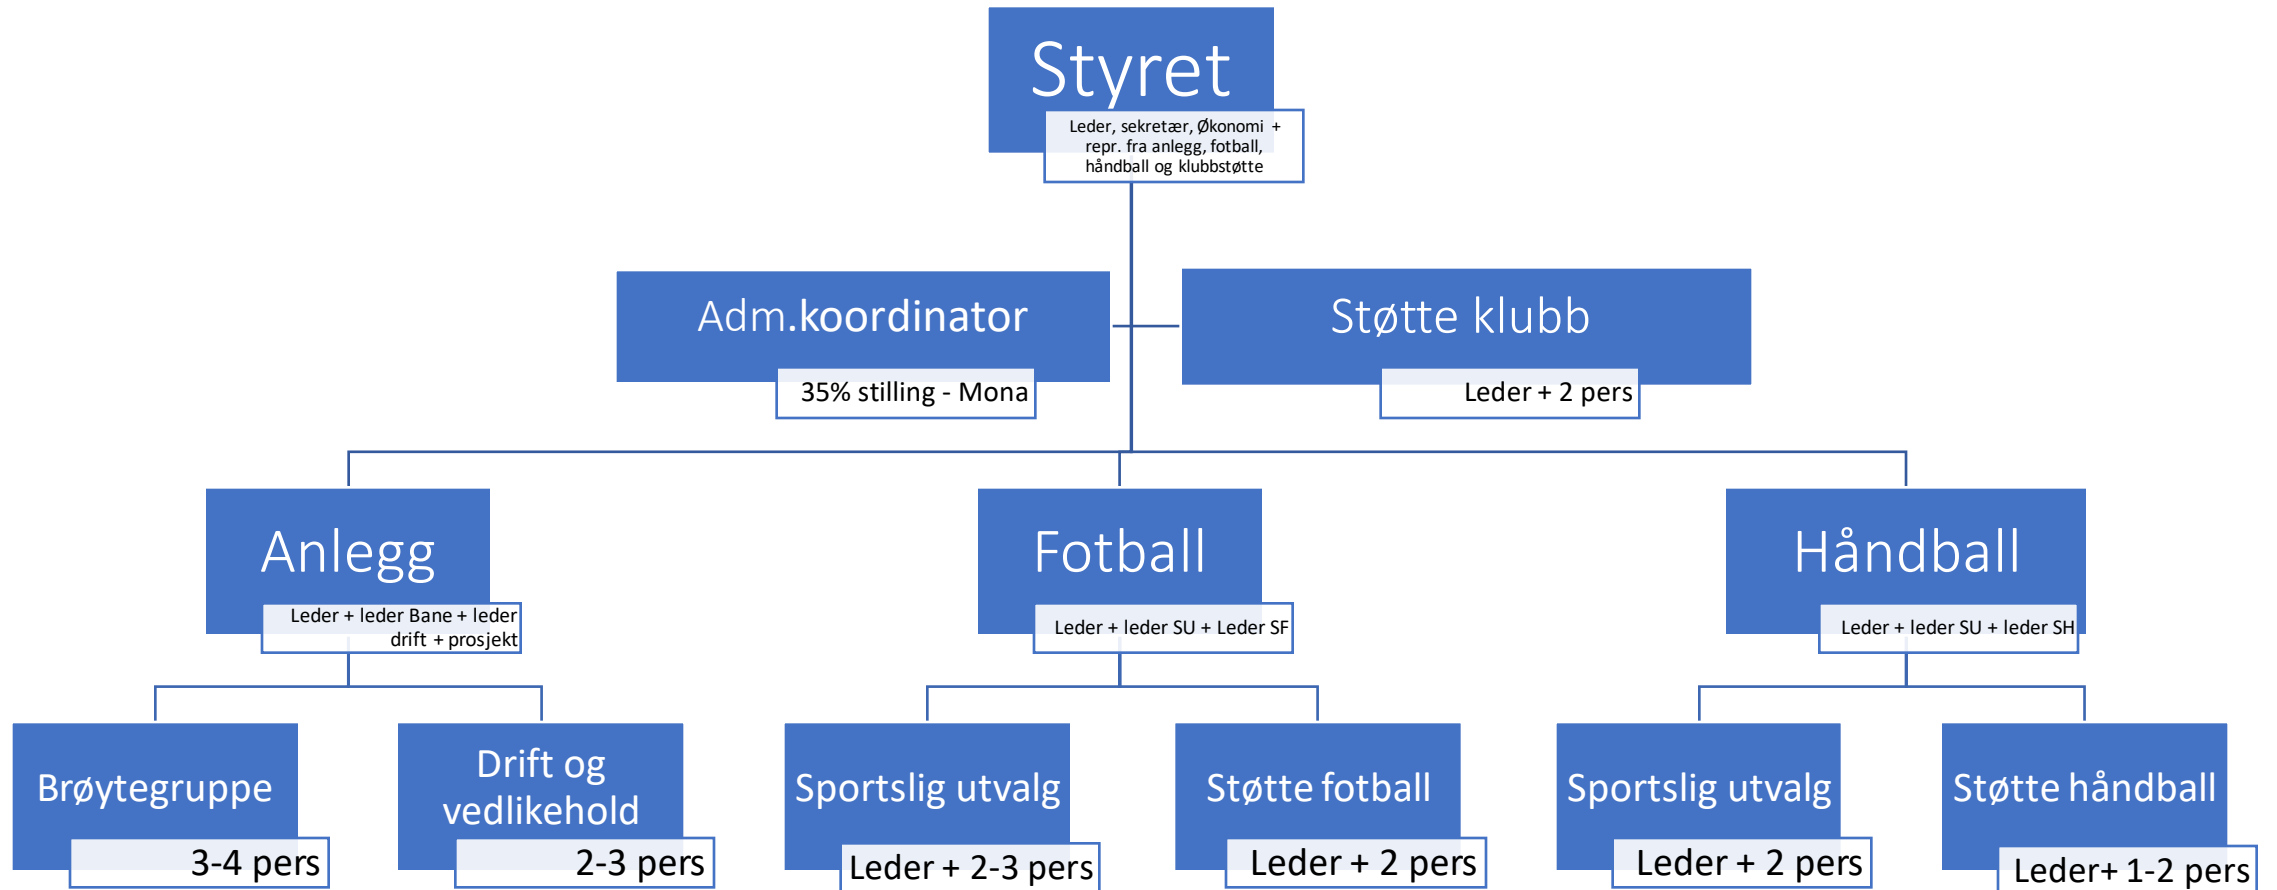 Styret
Leder, sekretær, Økonomi +
repr. fra anlegg, fotball,
håndball og klubbstøtte
Adm.koordinator
35% stilling - Mona
Støtte klubb
Leder + 2 pers
Anlegg
Leder + leder Bane + leder
drift + prosjekt
Fotball
Leder + leder SU + Leder SF
Håndball
Leder + leder SU + leder SH
Brøytegruppe
3-4 pers
Drift og
vedlikehold
2-3 pers
Sportslig utvalg
Leder + 2-3 pers
Støtte fotball
Leder + 2 pers
Sportslig utvalg
Leder + 2 pers
Støtte håndball
Leder+ 1-2 pers